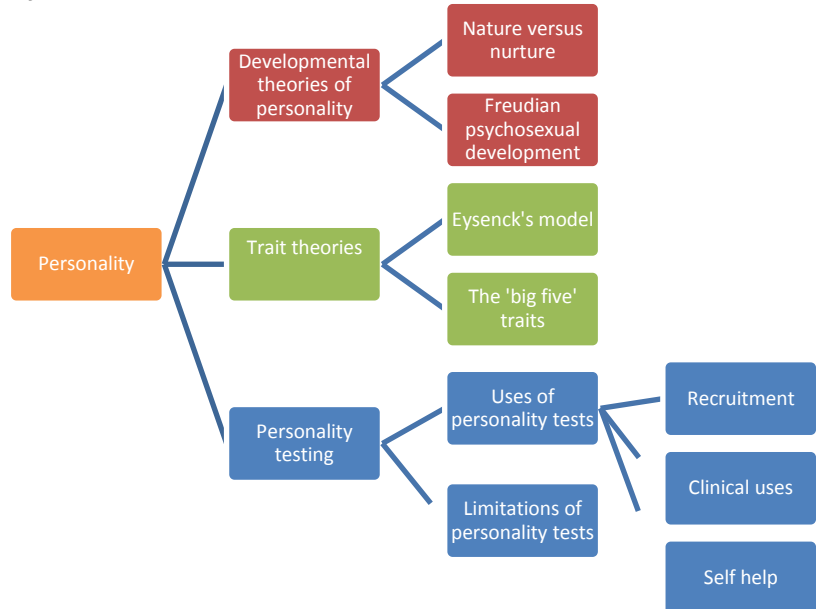 Personality
Developmental
theories of
personality
Nature versus
nurture
Freudian
psychosexual
development
Trait theories
Eysenck's model
The 'big five'
traits
Personality
testing
Uses of
personality tests
Recruitment
Clinical uses
Self help
Limitations of
personality tests